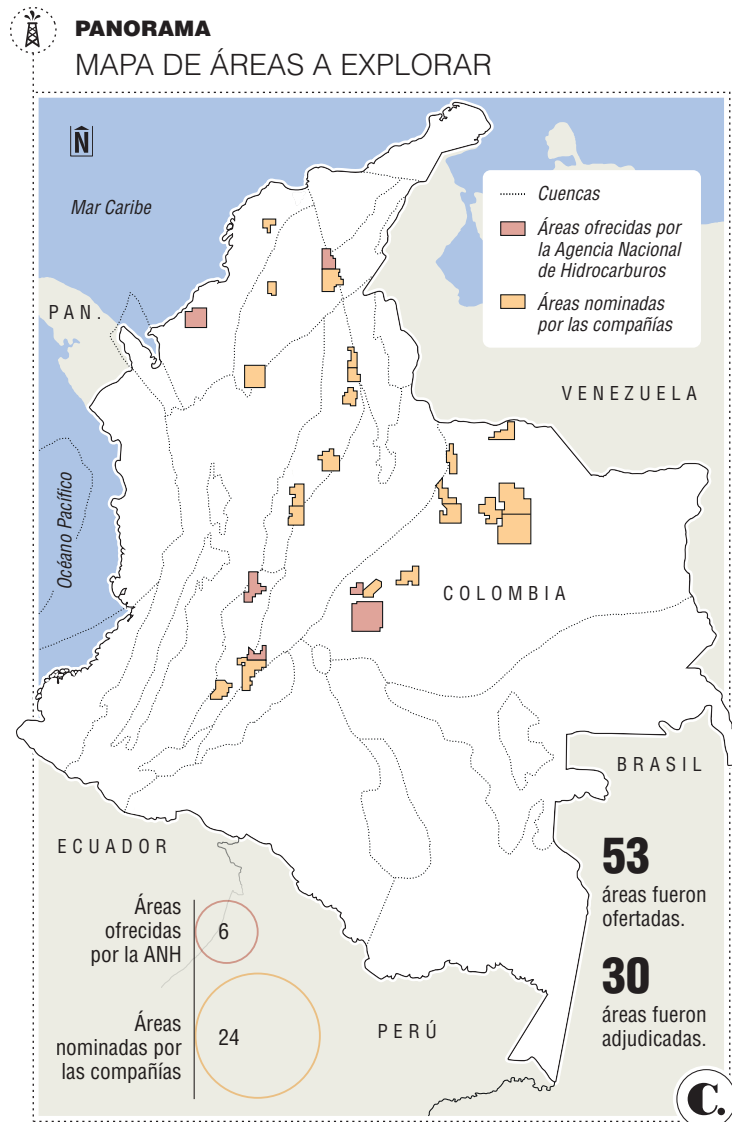 PANORAMA
MAPA DE ÁREAS A EXPLORAR
N
Mar Caribe
Cuencas
Áreas ofrecidas por
la Agencia Nacional
de Hidrocarburos
Áreas nominadas
por las compañías
PAN.
VENEZUELA
Océano Pacífico
COLOMBIA
BRASIL
ECUADOR
53
áreas fueron
ofertadas.
Áreas
ofrecidas
por la ANH
6
30
áreas fueron
adjudicadas.
Áreas
nominadas por
las compañías
24
PERÚ
C.